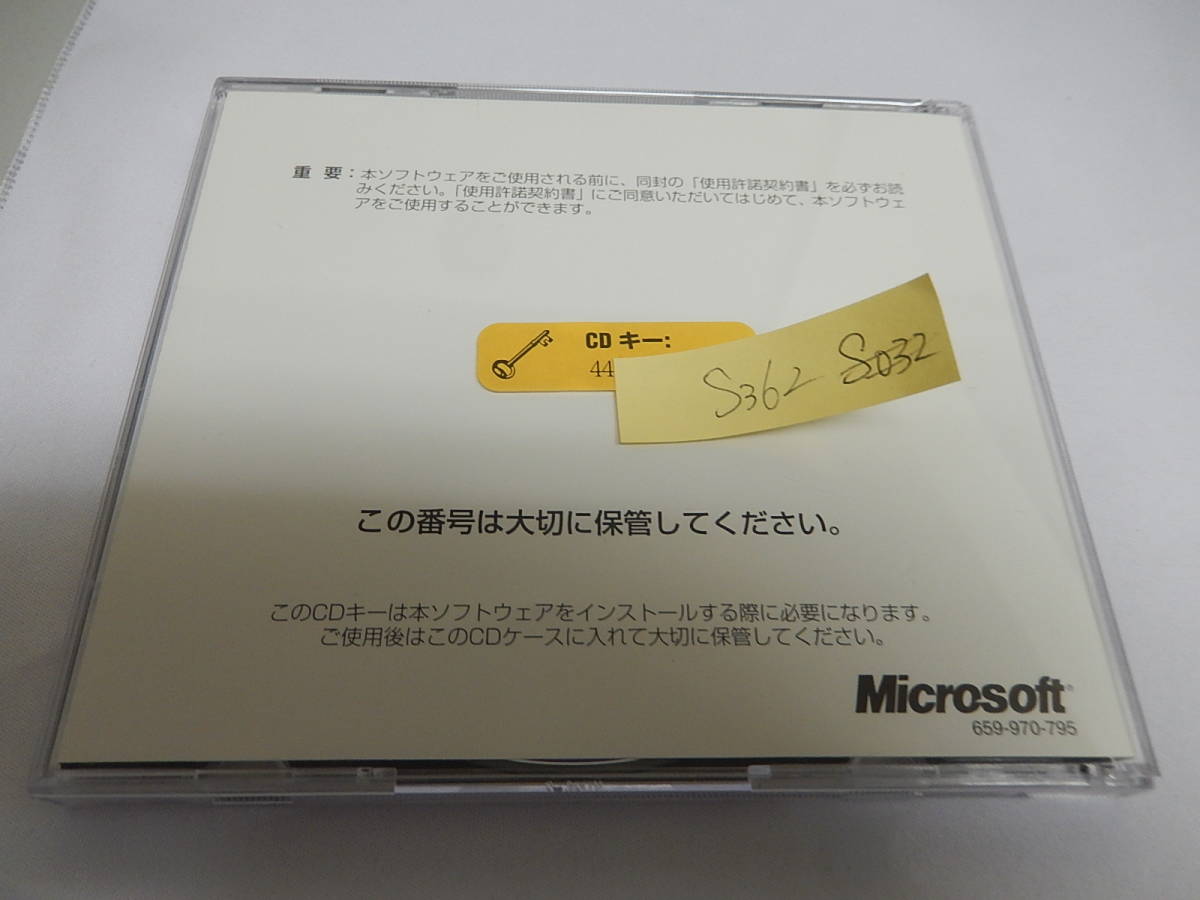 重 要：本ソフトウェアをご使用される前に、同封の「使用許諾契約書」を必ずお読
みください。「使用許諾契約書」にご同意いただいてはじめて、本ソフトウェ
アをご使用することができます。
CD キー:
44
S362 S032
この番号は大切に保管してください。
このCDキーは本ソフトウェアをインストールする際に必要になります。
ご使用後はこのCDケースに入れて大切に保管してください。
Microsoft
659-970-795